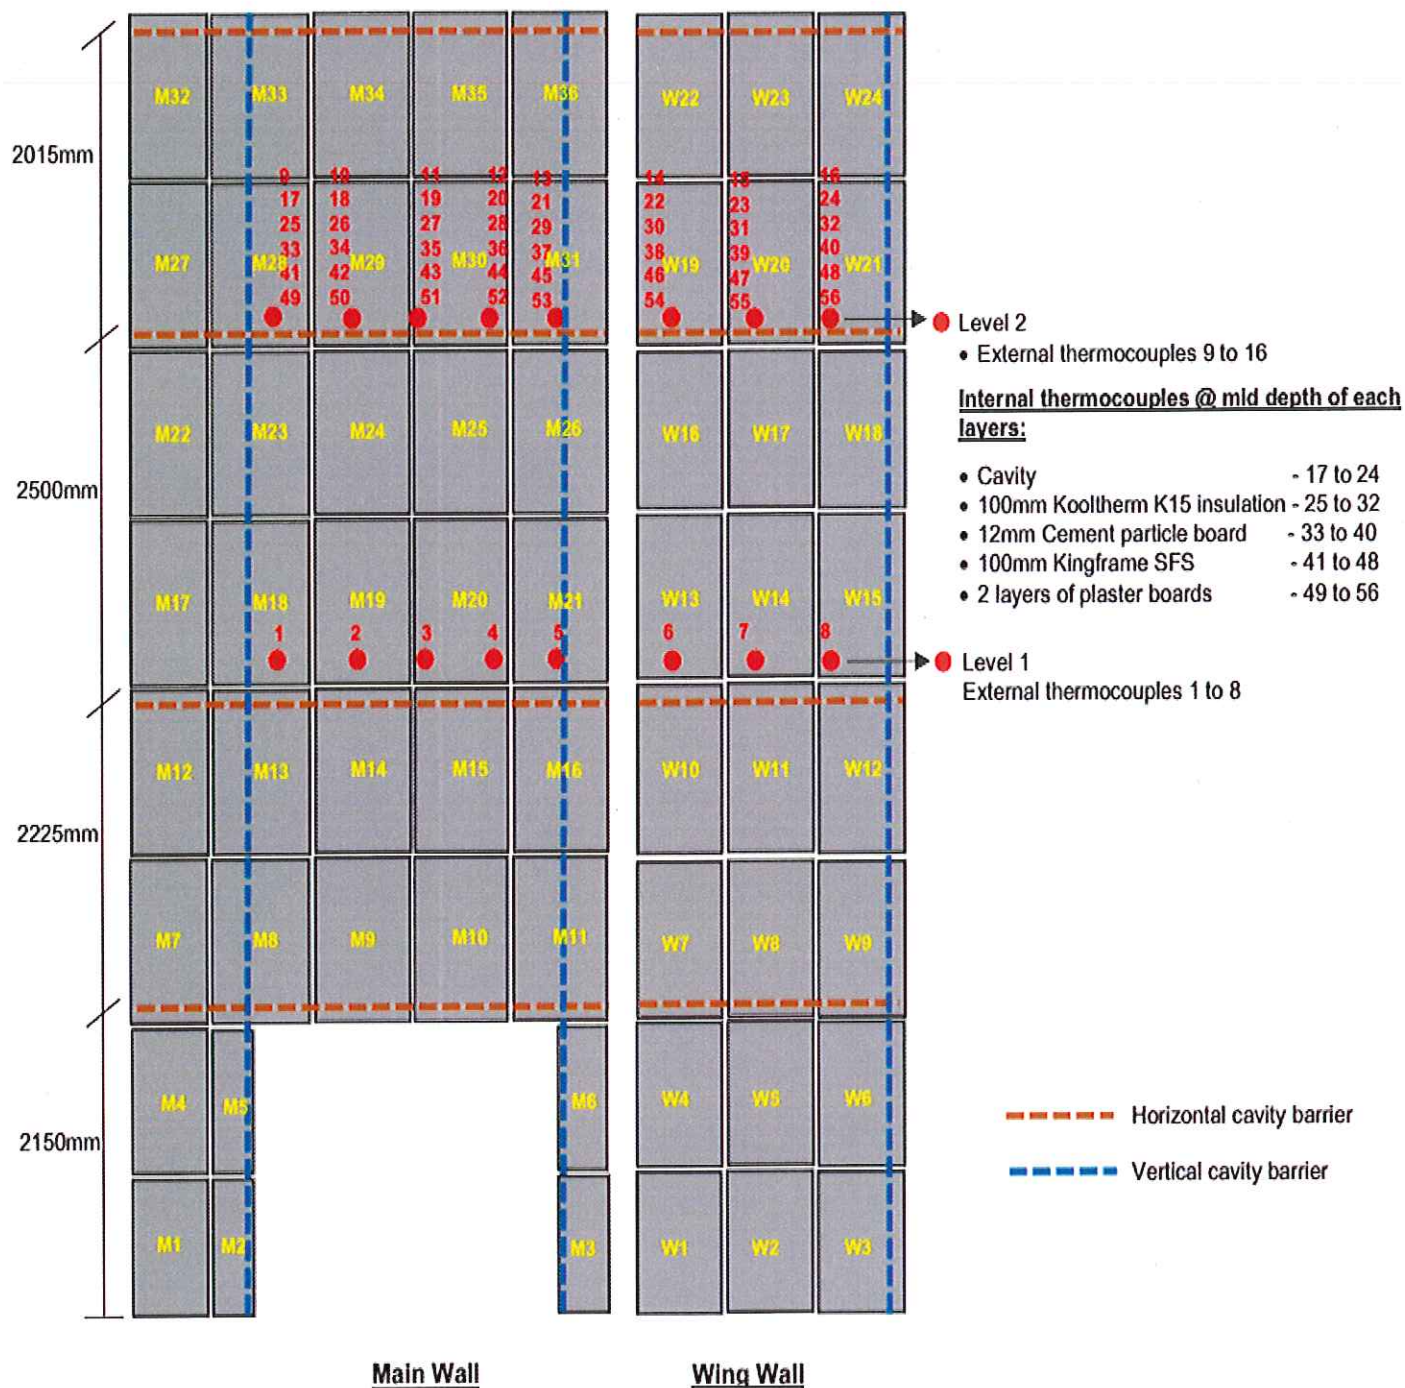 M32 M33 M34 M35 M36 W22 W23 W24
2015mm
9 10 11 12 13 14 15 16
17 18 19 20 21 22 23 24
25 26 27 28 29 30 31 32
33 34 35 36 37 38 39 40
M27 M28 M29 M30 M31 W19 W20 W21
41 42 43 44 45 46 47 48
49 50 51 52 53 54 55 56
Level 2
• External thermocouples 9 to 16
Internal thermocouples @ mid depth of each
layers:
M22 M23 M24 M25 M26 W16 W17 W18
2500mm
• Cavity - 17 to 24
• 100mm Kooltherm K15 insulation - 25 to 32
• 12mm Cement particle board - 33 to 40
• 100mm Kingframe SFS - 41 to 48
• 2 layers of plaster boards - 49 to 56
M17 M18 M19 M20 M21 W13 W14 W15
1 2 3 4 5 6 7 8
Level 1
External thermocouples 1 to 8
M12 M13 M14 M15 M16 W10 W11 W12
2225mm
M7 M8 M9 M10 M11 W7 W8 W9
M4 M5 M6 W4 W5 W6
2150mm
Horizontal cavity barrier
Vertical cavity barrier
M1 M2 M3 W1 W2 W3
Main Wall Wing Wall